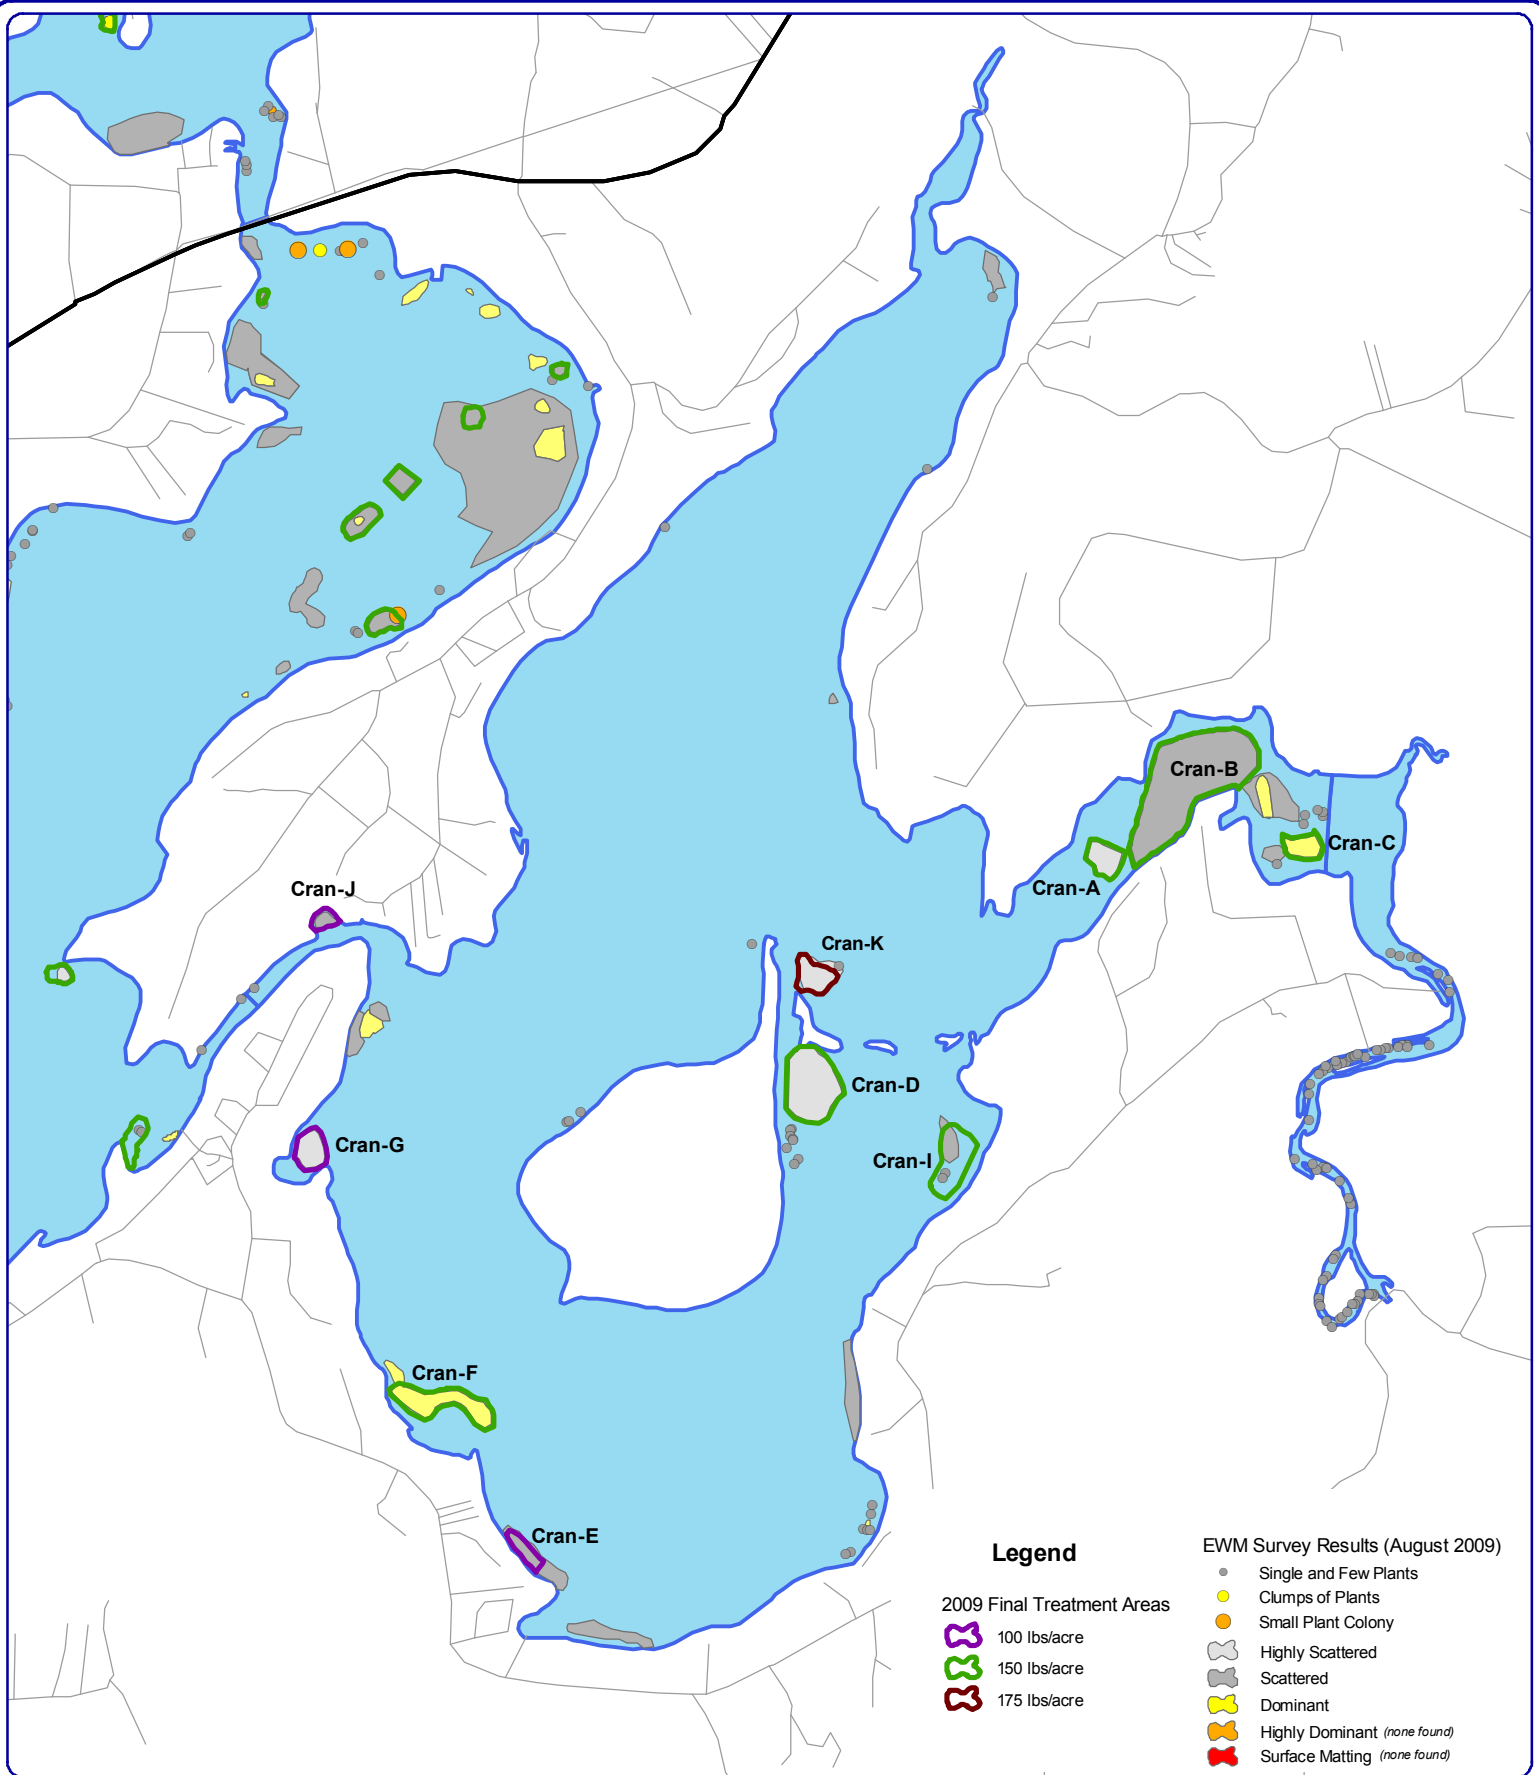 Cran-B
Cran-C
Cran-A
Cran-J
Cran-K
Cran-D
Cran-G
Cran-I
Cran-F
Cran-E
Legend
2009 Final Treatment Areas
100 lbs/acre
150 lbs/acre
175 lbs/acre
EWM Survey Results (August 2009)
Single and Few Plants
Clumps of Plants
Small Plant Colony
Highly Scattered
Scattered
Dominant
Highly Dominant (none found)
Surface Matting (none found)